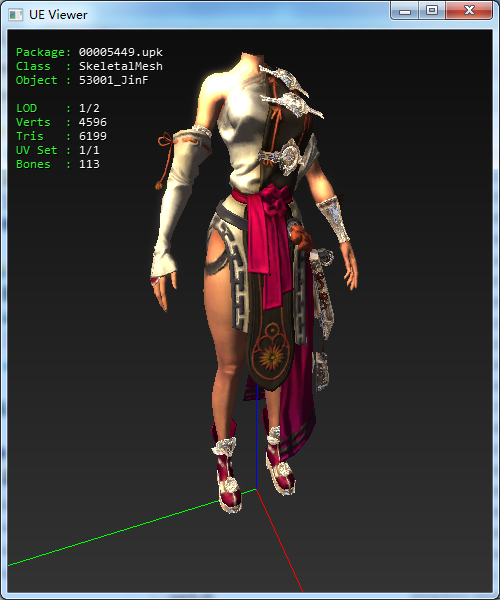 UE Viewer
Package: 00005449.upk
Class  : SkeletalMesh
Object : 53001_JinF
LOD    : 1/2
Verts  : 4596
Tris   : 6199
UV Set : 1/1
Bones  : 113